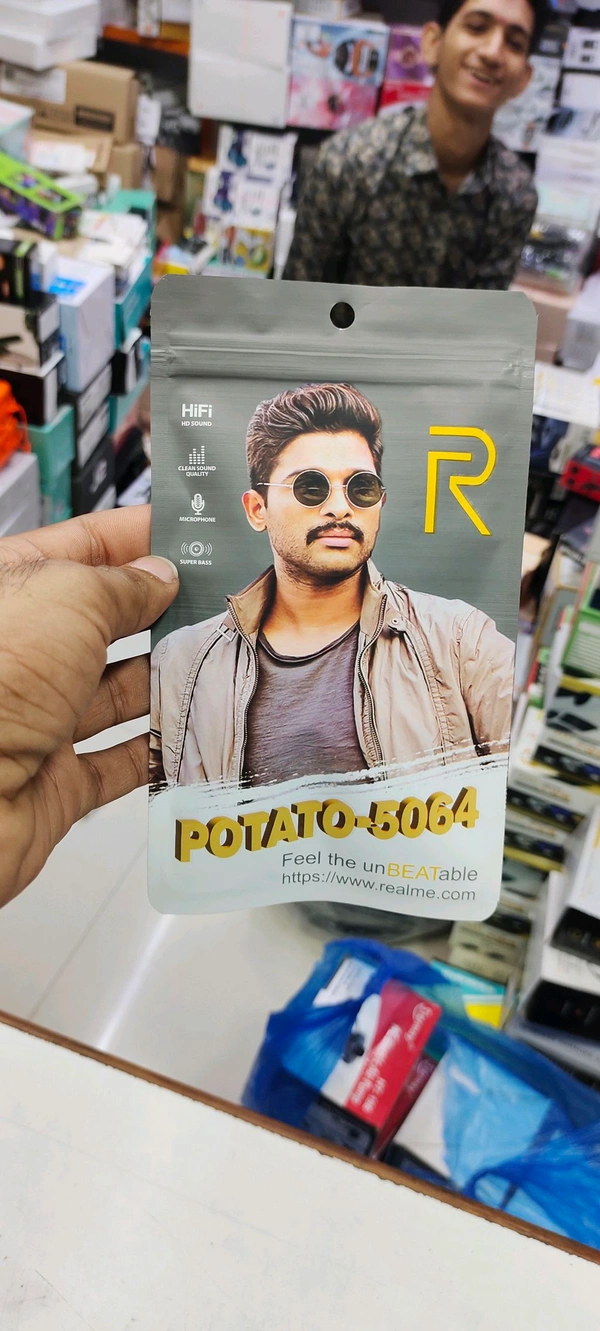 HiFi
HD SOUND
CLEAN SOUND
QUALITY
MICROPHONE
SUPER BASS
R
POTATO-5064
Feel the unBEATable
https://www.realme.com